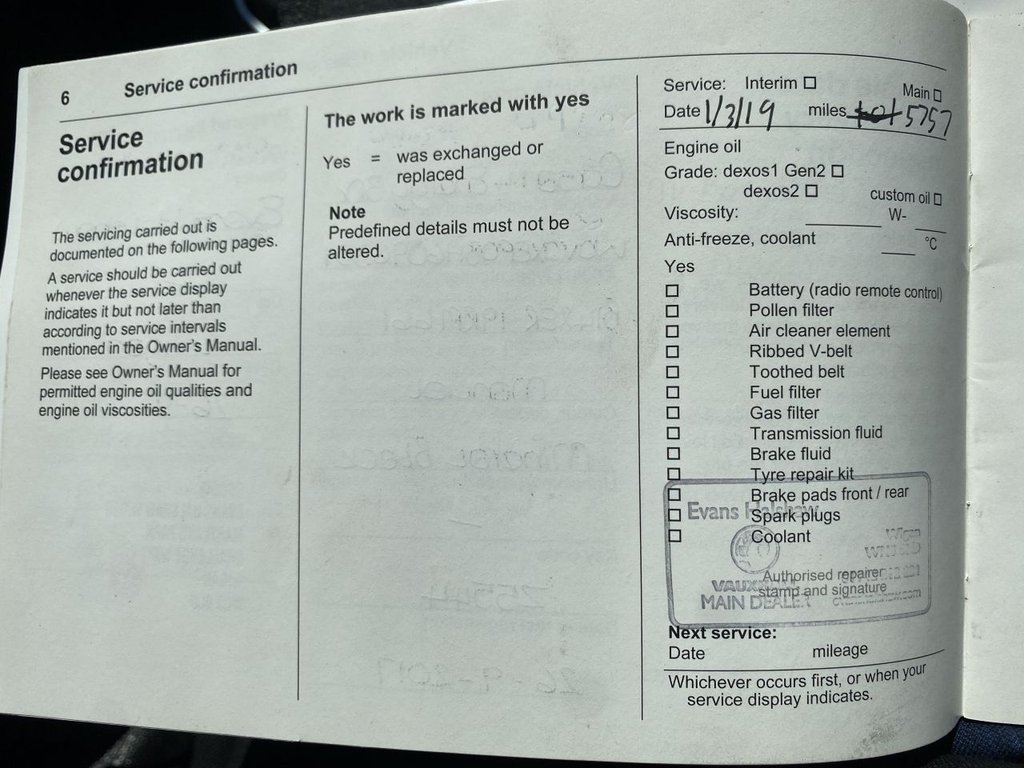 6
Service confirmation
Service
confirmation
The servicing carried out is
documented on the following pages.
A service should be carried out
whenever the service display
indicates it but not later than
according to service intervals
mentioned in the Owner's Manual.
Please see Owner's Manual for
permitted engine oil qualities and
engine oil viscosities.
The work is marked with yes
Yes = was exchanged or
replaced
Note
Predefined details must not be
altered.
Service: Interim ☐ Main ☐
Date 1/3/19 miles 5757
Engine oil
Grade: dexos1 Gen2 ☐
dexos2 ☐ custom oil ☐
Viscosity: ______ W- ______
Anti-freeze, coolant ____ °C
Yes
☐ Battery (radio remote control)
☐ Pollen filter
☐ Air cleaner element
☐ Ribbed V-belt
☐ Toothed belt
☐ Fuel filter
☐ Gas filter
☐ Transmission fluid
☐ Brake fluid
☐ Tyre repair kit
☐ Brake pads front / rear
☐ Spark plugs
☐ Coolant
Evans Halshaw
Wigan
VAUXHALL
MAIN DEALER
Authorised repairer
stamp and signature
Next service:
Date mileage
Whichever occurs first, or when your
service display indicates.